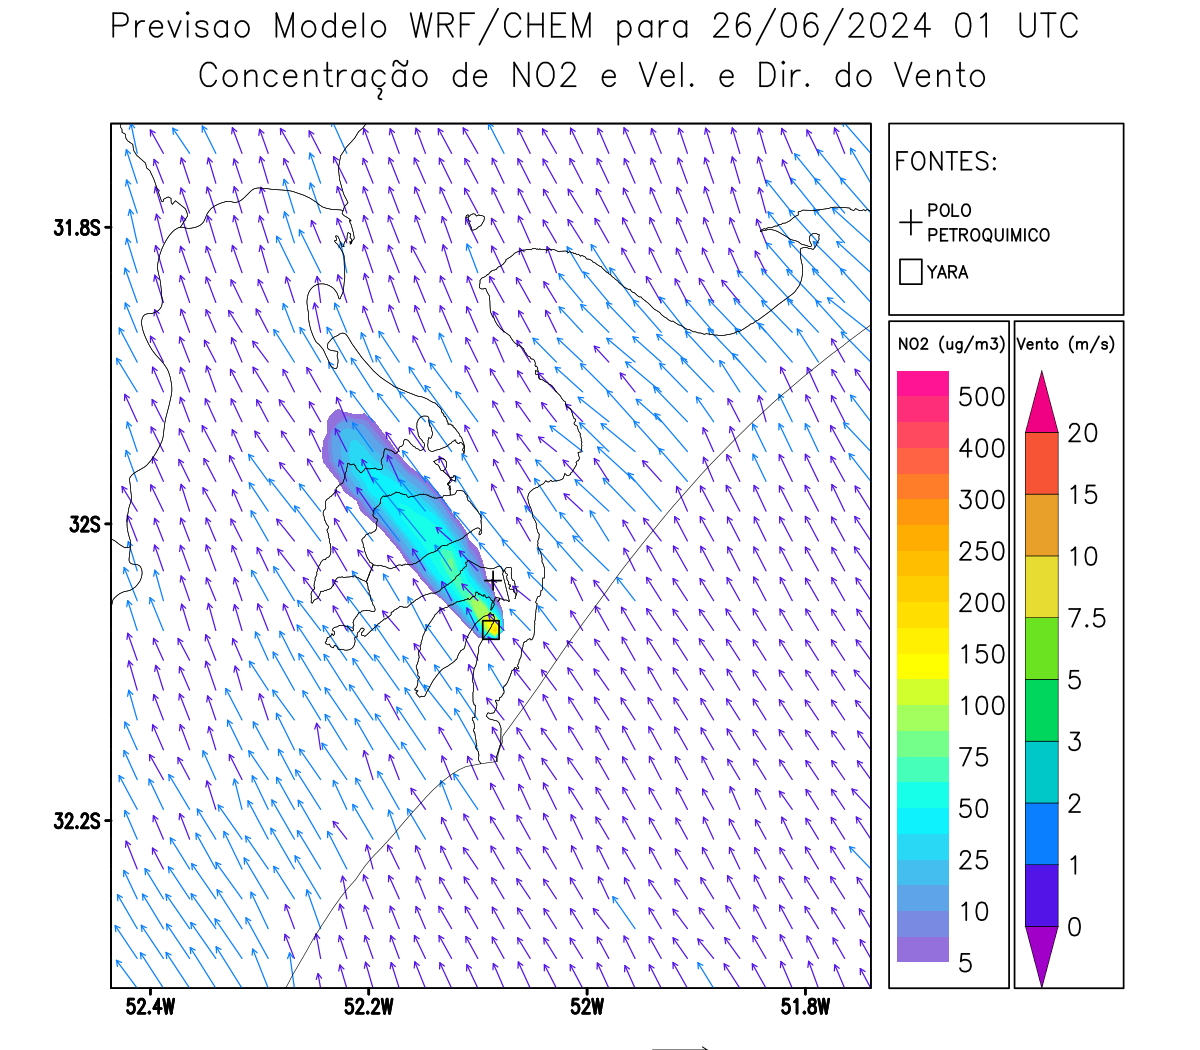 Previsao Modelo WRF/CHEM para 26/06/2024 01 UTC
Concentração de NO2 e Vel. e Dir. do Vento
FONTES:
POLO
PETROQUIMICO
YARA
NO2 (ug/m3)
500
400
300
250
200
150
100
75
50
25
10
5
Vento (m/s)
20
15
10
7.5
5
3
2
1
0
31.8S
32S
32.2S
52.4W
52.2W
52W
51.8W